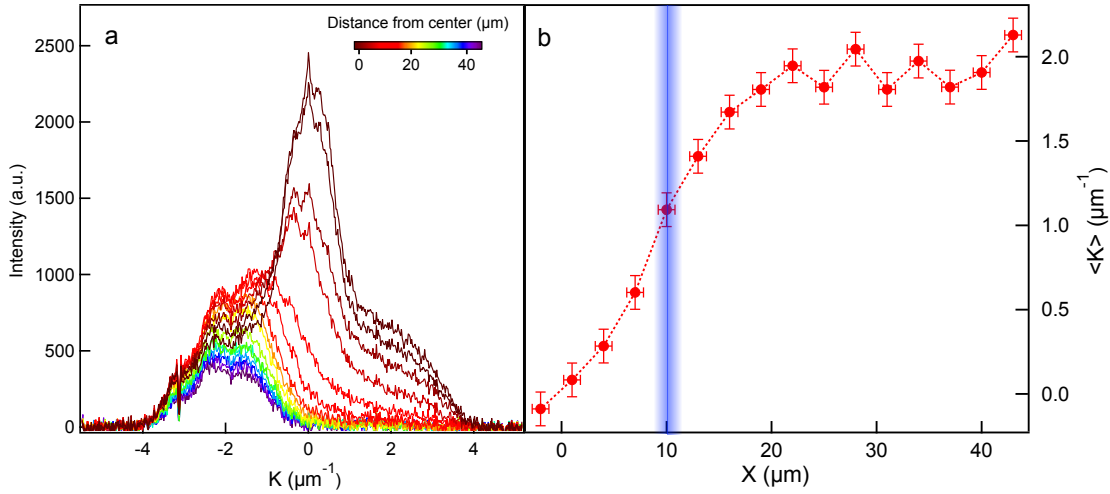 a
Distance from center (µm)
0 20 40
2500
2000
1500
1000
500
0
Intensity (a.u.)
-4 -2 0 2 4
K (µm⁻¹)
b
2.0
1.5
1.0
0.5
0.0
<K> (µm⁻¹)
0 10 20 30 40
X (µm)